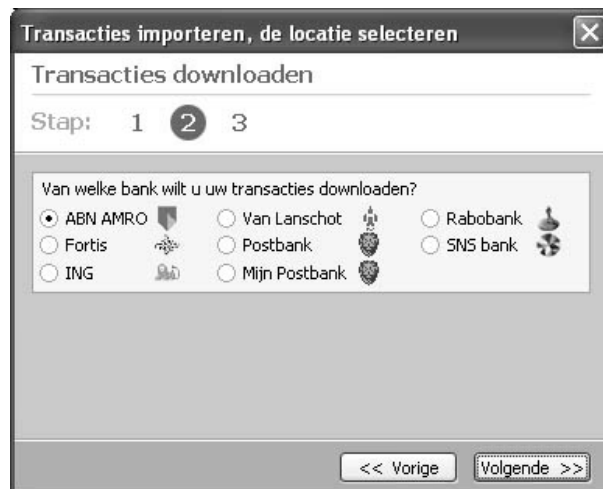 Transacties importeren, de locatie selecteren
Transacties downloaden
Stap: 1 2 3
Van welke bank wilt u uw transacties downloaden?
ABN AMRO Van Lanschot Rabobank
Fortis Postbank SNS bank
ING Mijn Postbank
<< Vorige Volgende >>